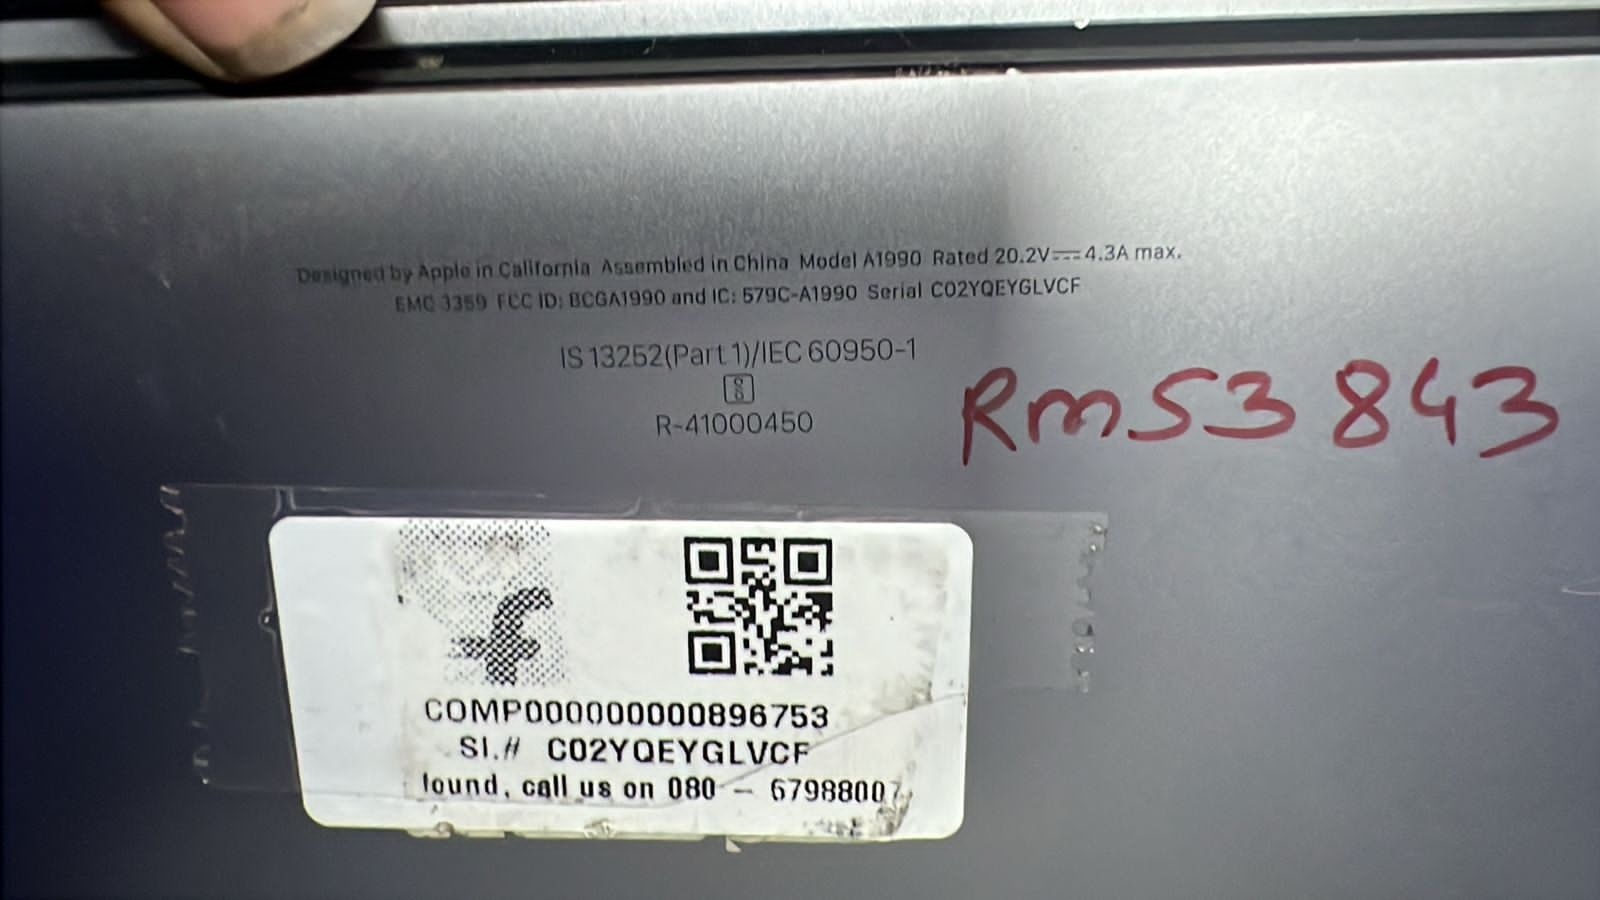 Designed by Apple in California Assembled in China Model A1990 Rated 20.2V⎓4.3A max.
EMC 3359 FCC ID: BCGA1990 and IC: 579C-A1990 Serial C02YQEYGLVCF
IS 13252(Part 1)/IEC 60950-1
R-41000450
Rm53843
f
COMP000000000896753
Sl.# C02YQEYGLVCF
found, call us on 080 - 67988007